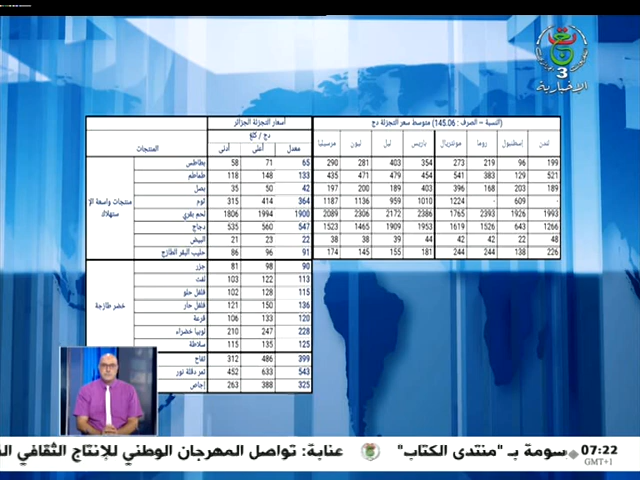 3
الإخبارية
أسعار التجزئة الجزائر
(النسبة – الصرف : 145.06) متوسط سعر التجزئة دج
دج / كلغ
المنتجات أدنى أعلى معدل مرسيليا ليون ليل باريس مونتريال روما إسطنبول لندن
منتجات واسعة الإستهلاك
بطاطس 58 71 65 290 281 403 354 273 219 96 199
طماطم 118 148 133 435 471 479 454 541 383 129 521
بصل 35 50 42 197 200 189 403 396 203 168 189
ثوم 315 414 364 1187 1136 959 1010 1224 - 609 -
لحم بقري 1806 1994 1900 2089 2306 2172 2386 1765 2393 1926 1993
دجاج 535 560 547 1523 1465 1909 1953 1619 1526 643 1266
البيض 21 23 22 38 38 39 44 42 42 22 48
حليب البقر الطازج 86 96 91 174 145 155 181 244 244 138 226
خضر طازجة
جزر 81 98 90
لفت 103 122 113
فلفل حلو 102 128 115
فلفل حار 121 150 136
قرعة 106 133 120
لوبيا خضراء 210 247 228
سلاطة 115 135 125
تفاح 312 486 399
تمر دقلة نور 452 633 543
إجاص 263 388 325
07:22
GMT+1
سومة بـ "منتدى الكتاب" عنابة: تواصل المهرجان الوطني للإنتاج الثقافي